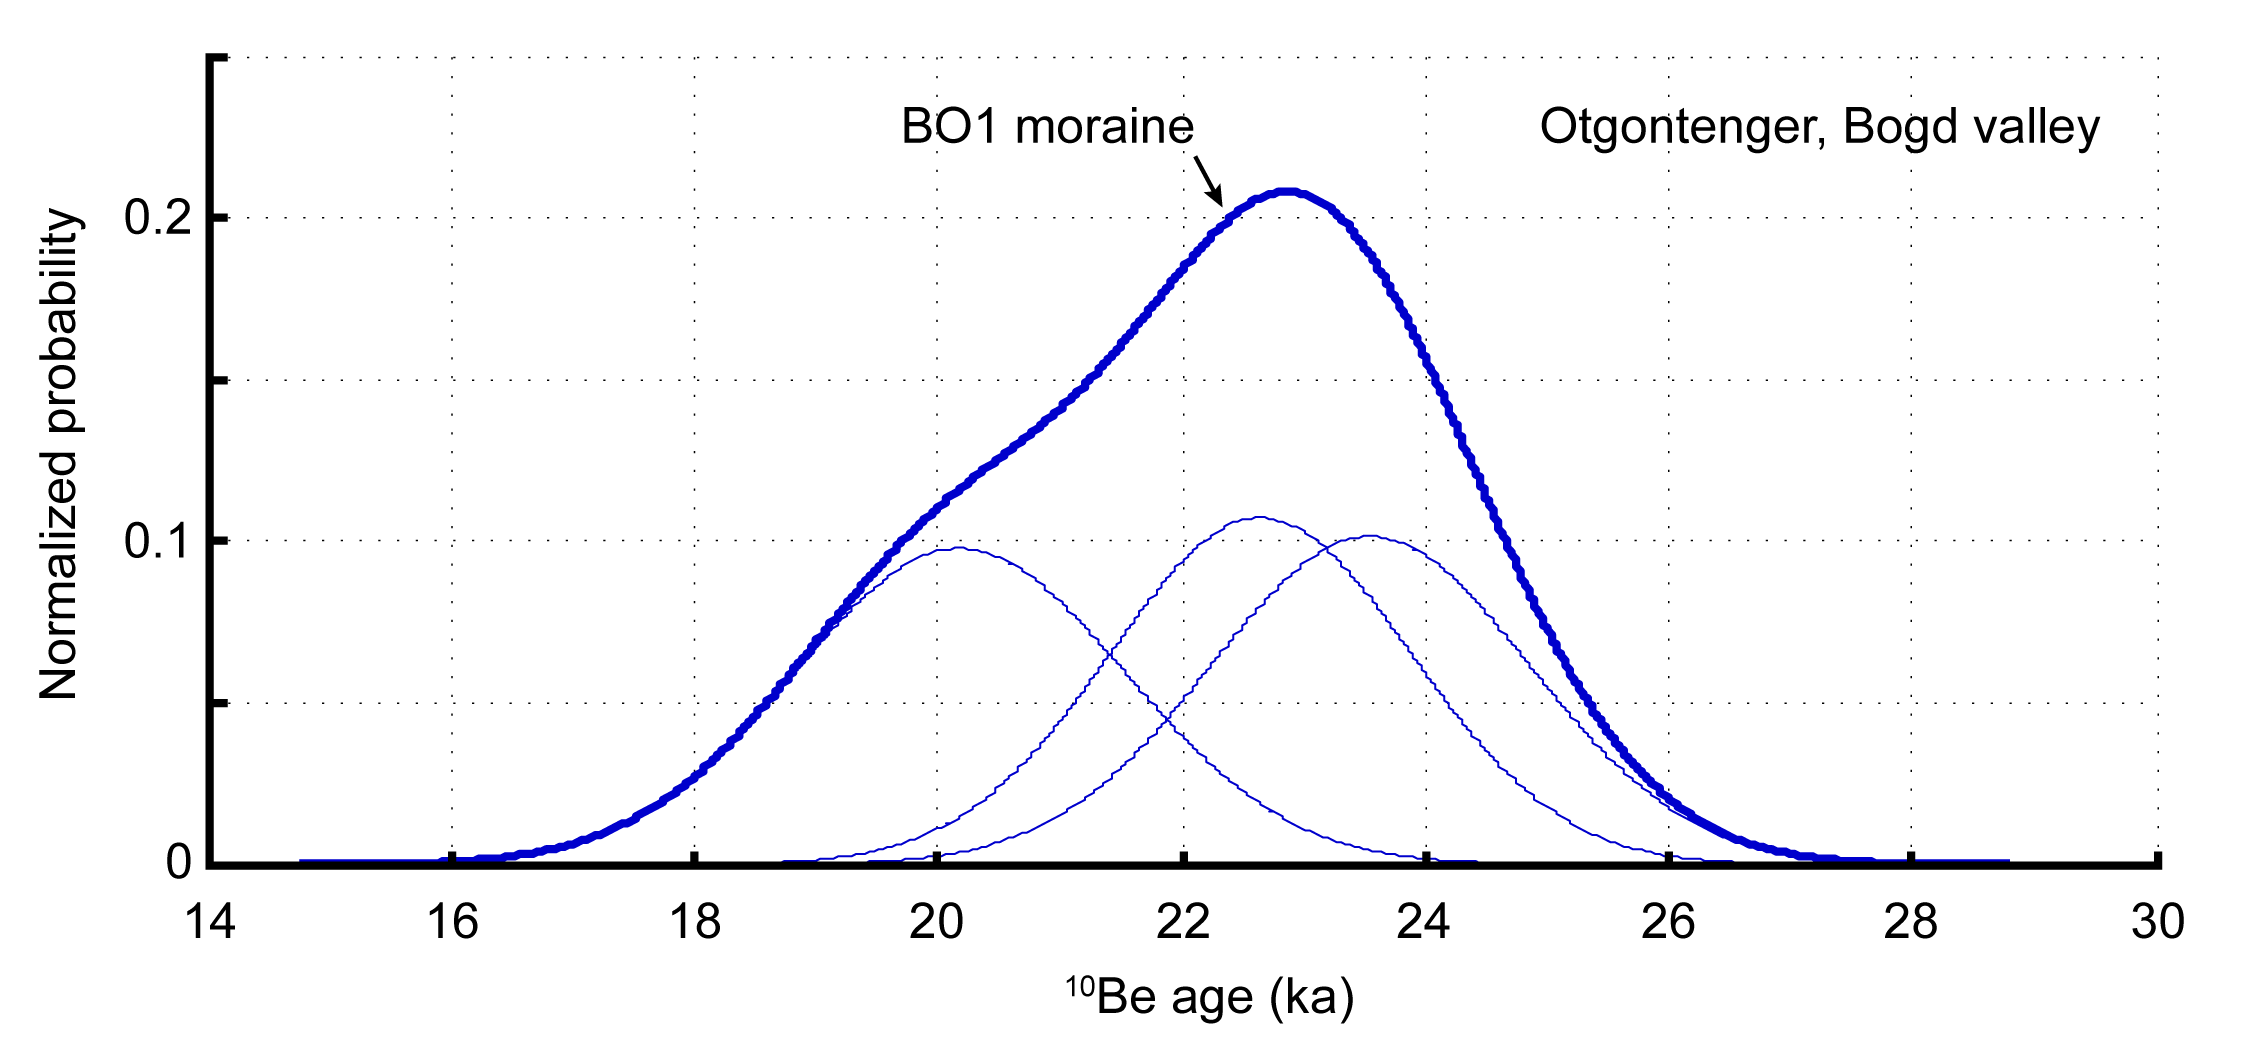 BO1 moraine
Otgontenger, Bogd valley
Normalized probability
0.2
0.1
0
14 16 18 20 22 24 26 28 30
¹⁰Be age (ka)